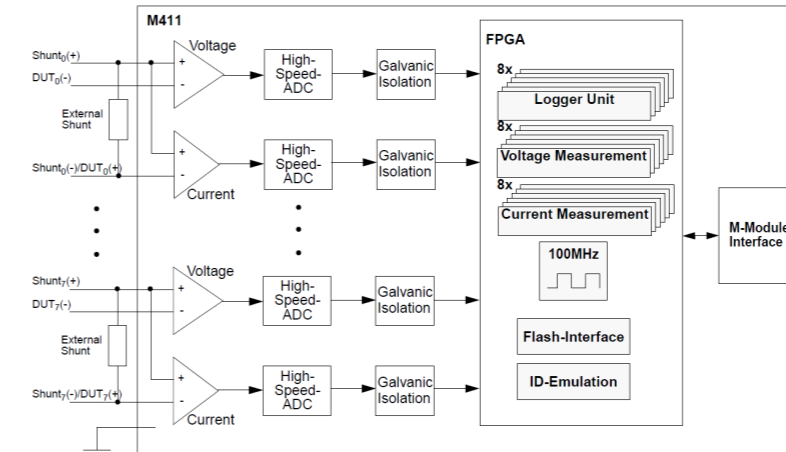 M411
Shunt0(+)
DUT0(-)
External
Shunt
Shunt0(-)/DUT0(+)
Voltage
+
-
+
-
Current
High-
Speed-
ADC
Galvanic
Isolation
High-
Speed-
ADC
Galvanic
Isolation
Shunt7(+)
DUT7(-)
External
Shunt
Shunt7(-)/DUT7(+)
Voltage
+
-
+
-
Current
High-
Speed-
ADC
Galvanic
Isolation
High-
Speed-
ADC
Galvanic
Isolation
FPGA
8x
Logger Unit
8x
Voltage Measurement
8x
Current Measurement
100MHz
Flash-Interface
ID-Emulation
M-Module
Interface